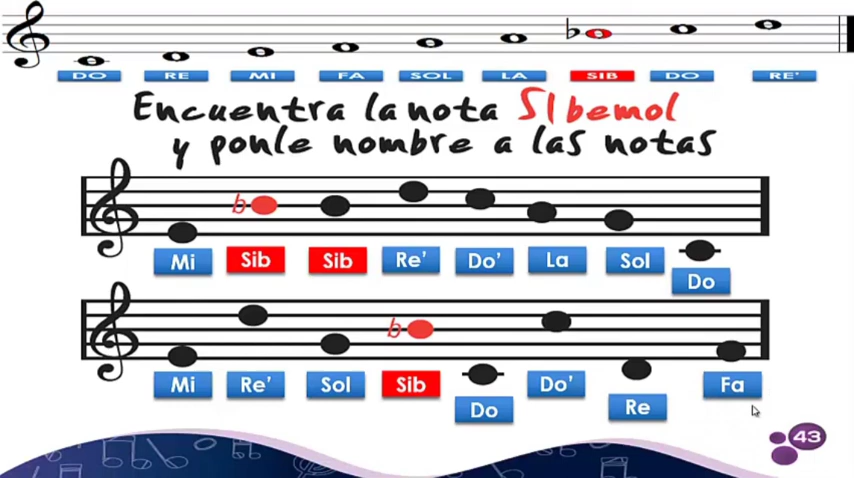 DO RE MI FA SOL LA SIB DO RE'
Encuentra la nota SI bemol
y ponle nombre a las notas
Mi Sib Sib Re' Do' La Sol Do
Mi Re' Sol Sib Do Do' Re Fa
43